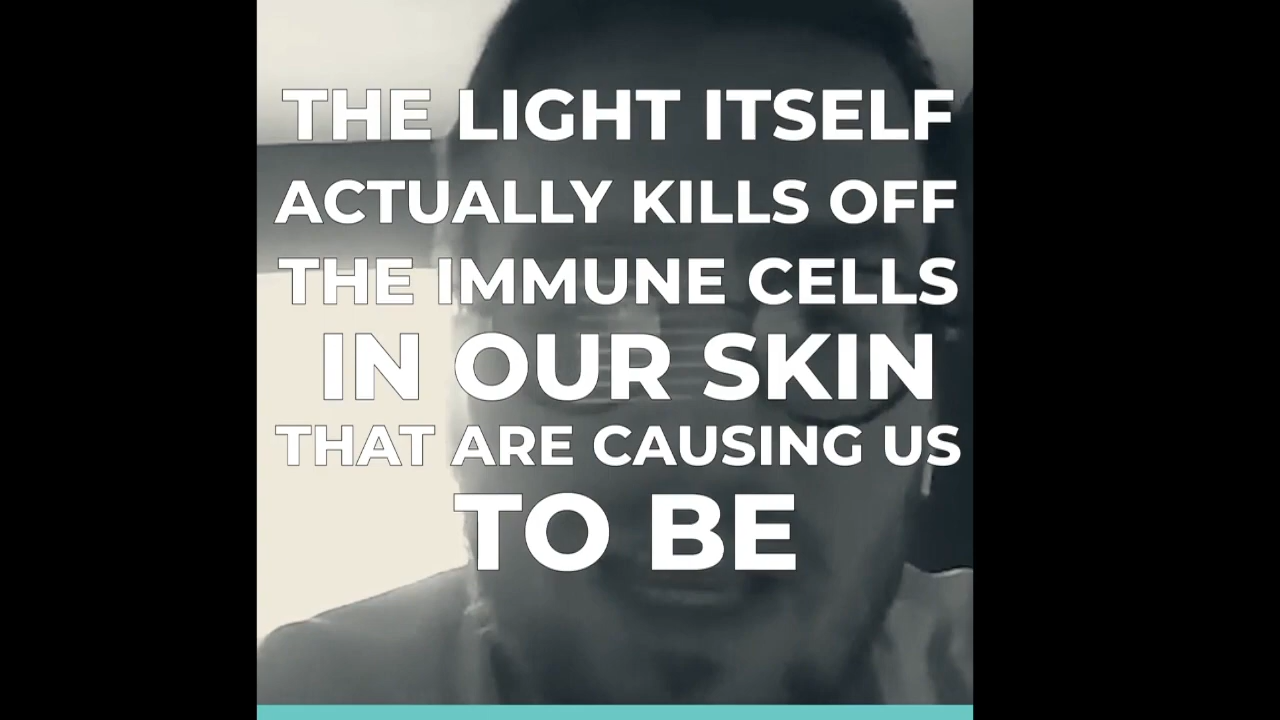 THE LIGHT ITSELF
ACTUALLY KILLS OFF
THE IMMUNE CELLS
IN OUR SKIN
THAT ARE CAUSING US
TO BE